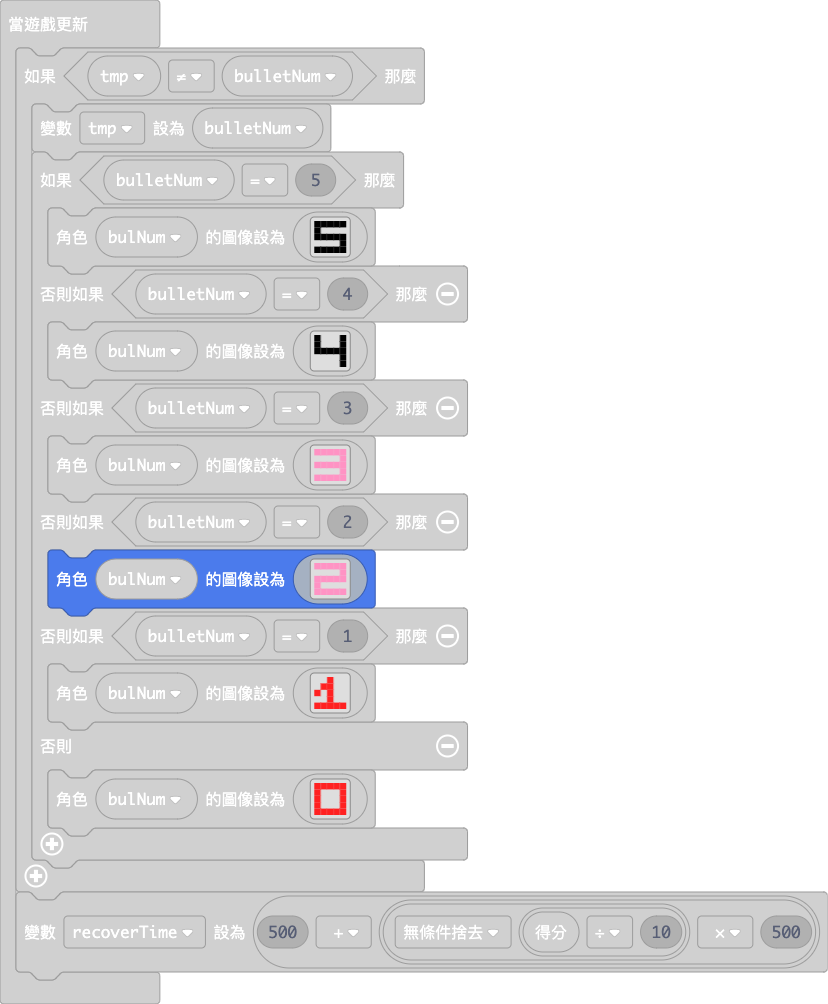 當遊戲更新
如果 tmp ≠ bulletNum 那麼
變數 tmp 設為 bulletNum
如果 bulletNum = 5 那麼
角色 bulNum 的圖像設為 5
否則如果 bulletNum = 4 那麼
角色 bulNum 的圖像設為 4
否則如果 bulletNum = 3 那麼
角色 bulNum 的圖像設為 3
否則如果 bulletNum = 2 那麼
角色 bulNum 的圖像設為 2
否則如果 bulletNum = 1 那麼
角色 bulNum 的圖像設為 1
否則
角色 bulNum 的圖像設為 0
變數 recoverTime 設為 500 + 無條件捨去 得分 ÷ 10 × 500